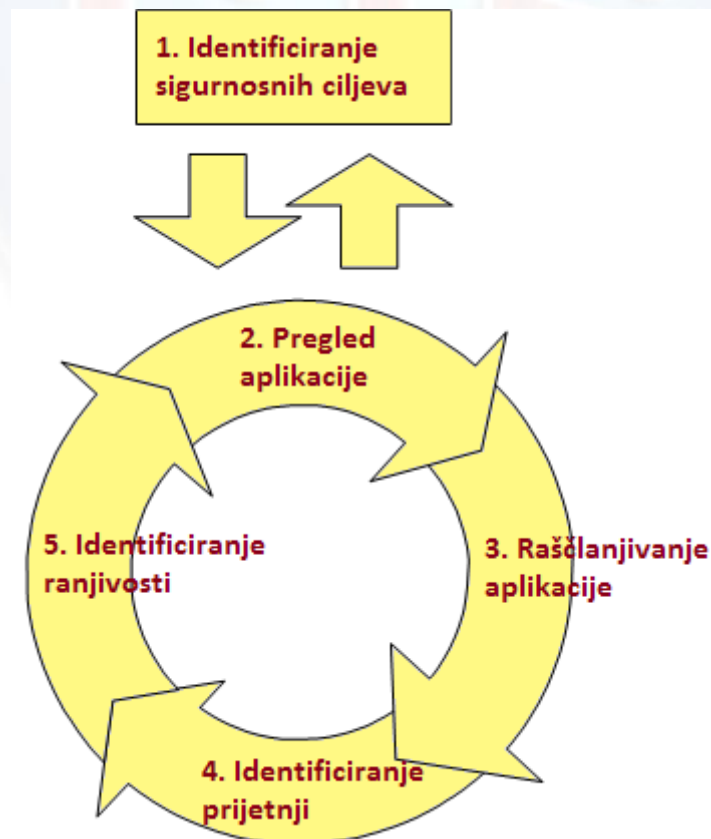 1. Identificiranje
sigurnosnih ciljeva
2. Pregled
aplikacije
3. Raščlanjivanje
aplikacije
4. Identificiranje
prijetnji
5. Identificiranje
ranjivosti